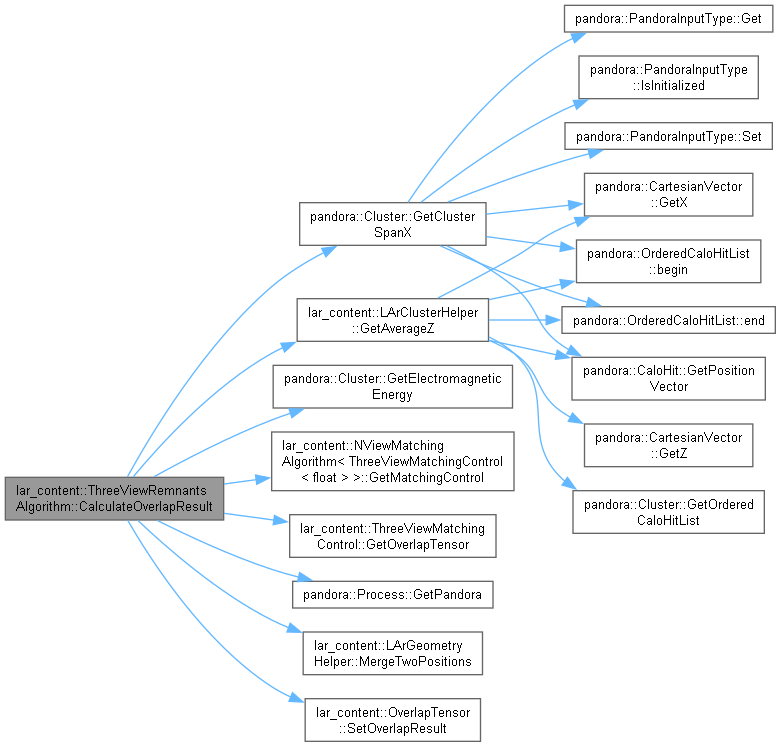 lar_content::ThreeViewRemnants
Algorithm::CalculateOverlapResult
pandora::Cluster::GetCluster
SpanX
lar_content::LArClusterHelper
::GetAverageZ
pandora::Cluster::GetElectromagnetic
Energy
lar_content::NViewMatching
Algorithm< ThreeViewMatchingControl
< float > >::GetMatchingControl
lar_content::ThreeViewMatching
Control::GetOverlapTensor
pandora::Process::GetPandora
lar_content::LArGeometry
Helper::MergeTwoPositions
lar_content::OverlapTensor
::SetOverlapResult
pandora::PandoraInputType::Get
pandora::PandoraInputType
::IsInitialized
pandora::PandoraInputType::Set
pandora::CartesianVector
::GetX
pandora::OrderedCaloHitList
::begin
pandora::OrderedCaloHitList::end
pandora::CaloHit::GetPosition
Vector
pandora::CartesianVector
::GetZ
pandora::Cluster::GetOrdered
CaloHitList